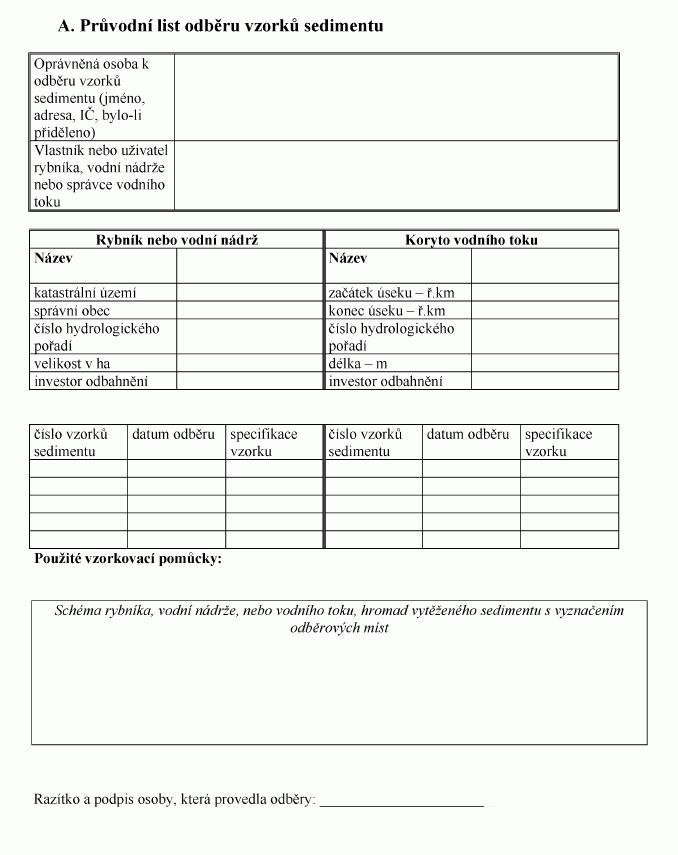 A. Průvodní list odběru vzorků sedimentu
Oprávněná osoba k
odběru vzorků
sedimentu (jméno,
adresa, IČ, bylo-li
přiděleno)
Vlastník nebo uživatel
rybníka, vodní nádrže
nebo správce vodního
toku
Rybník nebo vodní nádrž
Koryto vodního toku
Název
Název
katastrální území
začátek úseku – ř.km
správní obec
konec úseku – ř.km
číslo hydrologického
pořadí
číslo hydrologického
pořadí
velikost v ha
délka – m
investor odbahnění
investor odbahnění
číslo vzorků
sedimentu
datum odběru
specifikace
vzorku
číslo vzorků
sedimentu
datum odběru
specifikace
vzorku
Použité vzorkovací pomůcky:
Schéma rybníka, vodní nádrže, nebo vodního toku, hromad vytěženého sedimentu s vyznačením
odběrových míst
Razítko a podpis osoby, která provedla odběry: ______________________